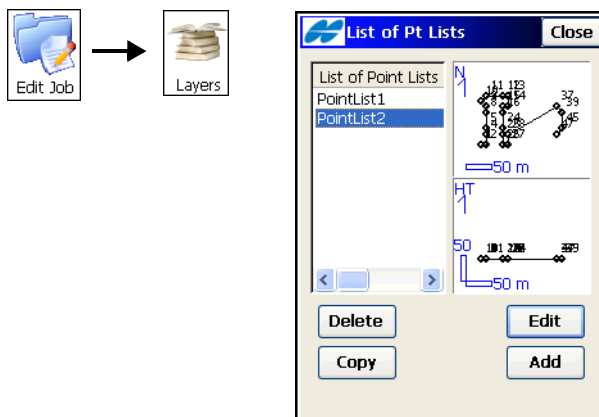 Edit Job
Layers
List of Pt Lists
Close
List of Point Lists
PointList1
PointList2
N
50 m
HT
50
50 m
Delete
Edit
Copy
Add